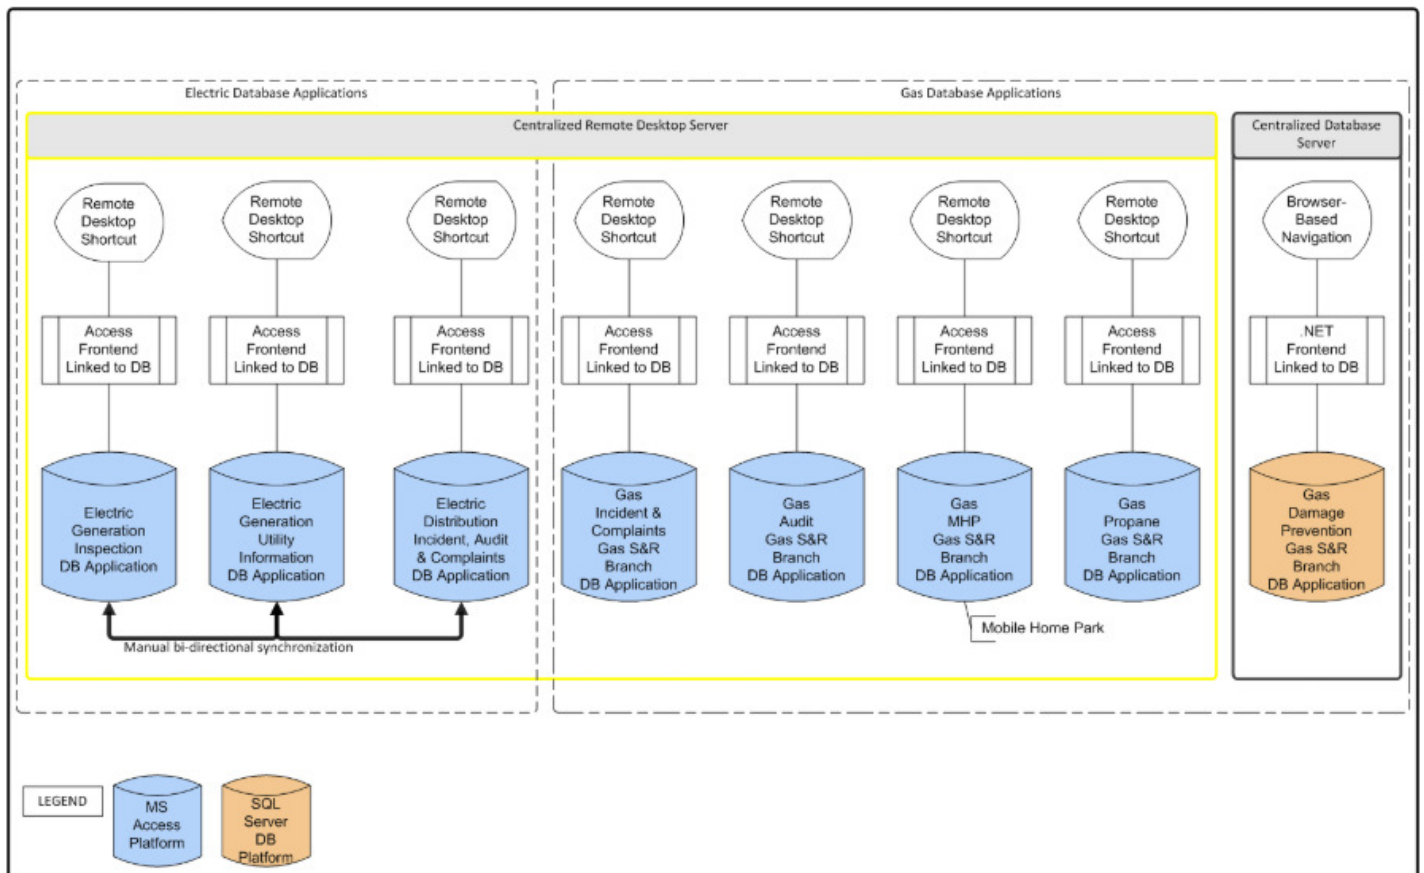 Electric Database Applications
Gas Database Applications
Centralized Remote Desktop Server
Centralized Database
Server
Remote
Desktop
Shortcut
Remote
Desktop
Shortcut
Remote
Desktop
Shortcut
Remote
Desktop
Shortcut
Remote
Desktop
Shortcut
Remote
Desktop
Shortcut
Remote
Desktop
Shortcut
Browser-
Based
Navigation
Access
Frontend
Linked to DB
Access
Frontend
Linked to DB
Access
Frontend
Linked to DB
Access
Frontend
Linked to DB
Access
Frontend
Linked to DB
Access
Frontend
Linked to DB
Access
Frontend
Linked to DB
.NET
Frontend
Linked to DB
Electric
Generation
Inspection
DB Application
Electric
Generation
Utility
Information
DB Application
Electric
Distribution
Incident, Audit
& Complaints
DB Application
Gas
Incident &
Complaints
Gas S&R
Branch
DB Application
Gas
Audit
Gas S&R
Branch
DB Application
Gas
MHP
Gas S&R
Branch
DB Application
Gas
Propane
Gas S&R
Branch
DB Application
Gas
Damage
Prevention
Gas S&R
Branch
DB Application
Manual bi-directional synchronization
Mobile Home Park
LEGEND
MS
Access
Platform
SQL
Server
DB
Platform